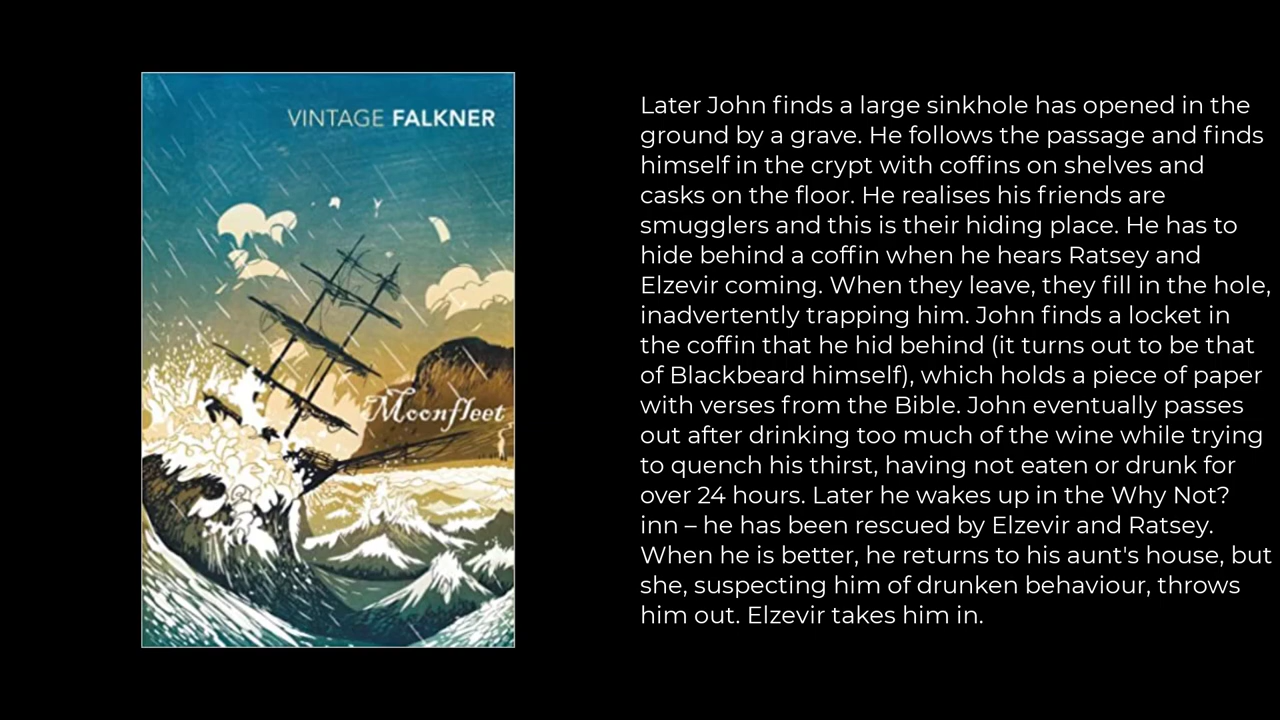 VINTAGE FALKNER
Moonfleet
Later John finds a large sinkhole has opened in the
ground by a grave. He follows the passage and finds
himself in the crypt with coffins on shelves and
casks on the floor. He realises his friends are
smugglers and this is their hiding place. He has to
hide behind a coffin when he hears Ratsey and
Elzevir coming. When they leave, they fill in the hole,
inadvertently trapping him. John finds a locket in
the coffin that he hid behind (it turns out to be that
of Blackbeard himself), which holds a piece of paper
with verses from the Bible. John eventually passes
out after drinking too much of the wine while trying
to quench his thirst, having not eaten or drunk for
over 24 hours. Later he wakes up in the Why Not?
inn – he has been rescued by Elzevir and Ratsey.
When he is better, he returns to his aunt's house, but
she, suspecting him of drunken behaviour, throws
him out. Elzevir takes him in.